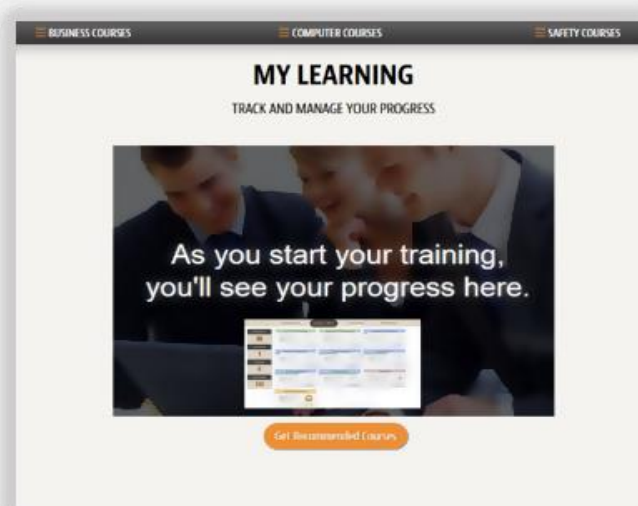 BUSINESS COURSES
COMPUTER COURSES
SAFETY COURSES
MY LEARNING
TRACK AND MANAGE YOUR PROGRESS
As you start your training,
you'll see your progress here.
Get Recommended Courses